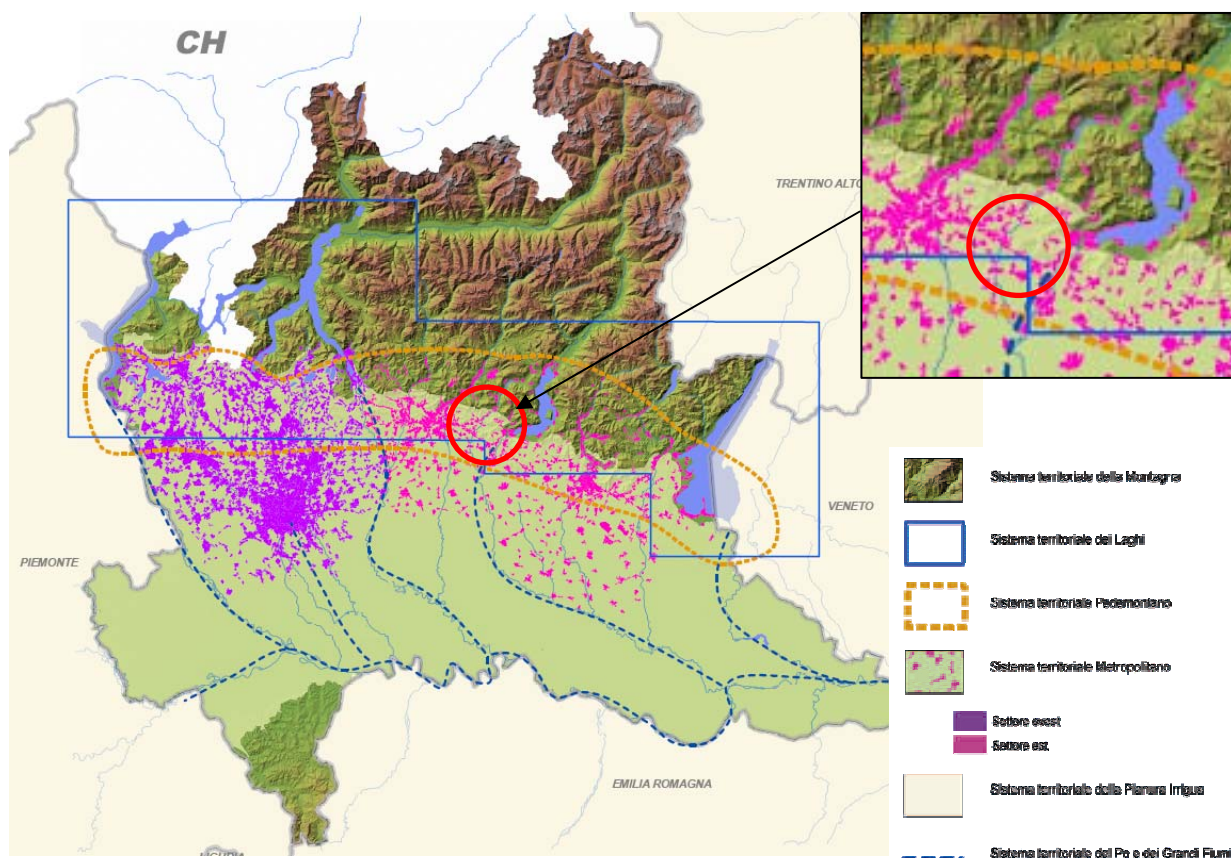 CH
TRENTINO ALTO
VENETO
PIEMONTE
EMILIA ROMAGNA
LIGURIA
Sistema territoriale della Montagna
Sistema territoriale dei Laghi
Sistema territoriale Pedemontano
Sistema territoriale Metropolitano
Settore ovest
Settore est
Sistema territoriale della Pianura Irrigua
Sistema territoriale del Po e dei Grandi Fiumi